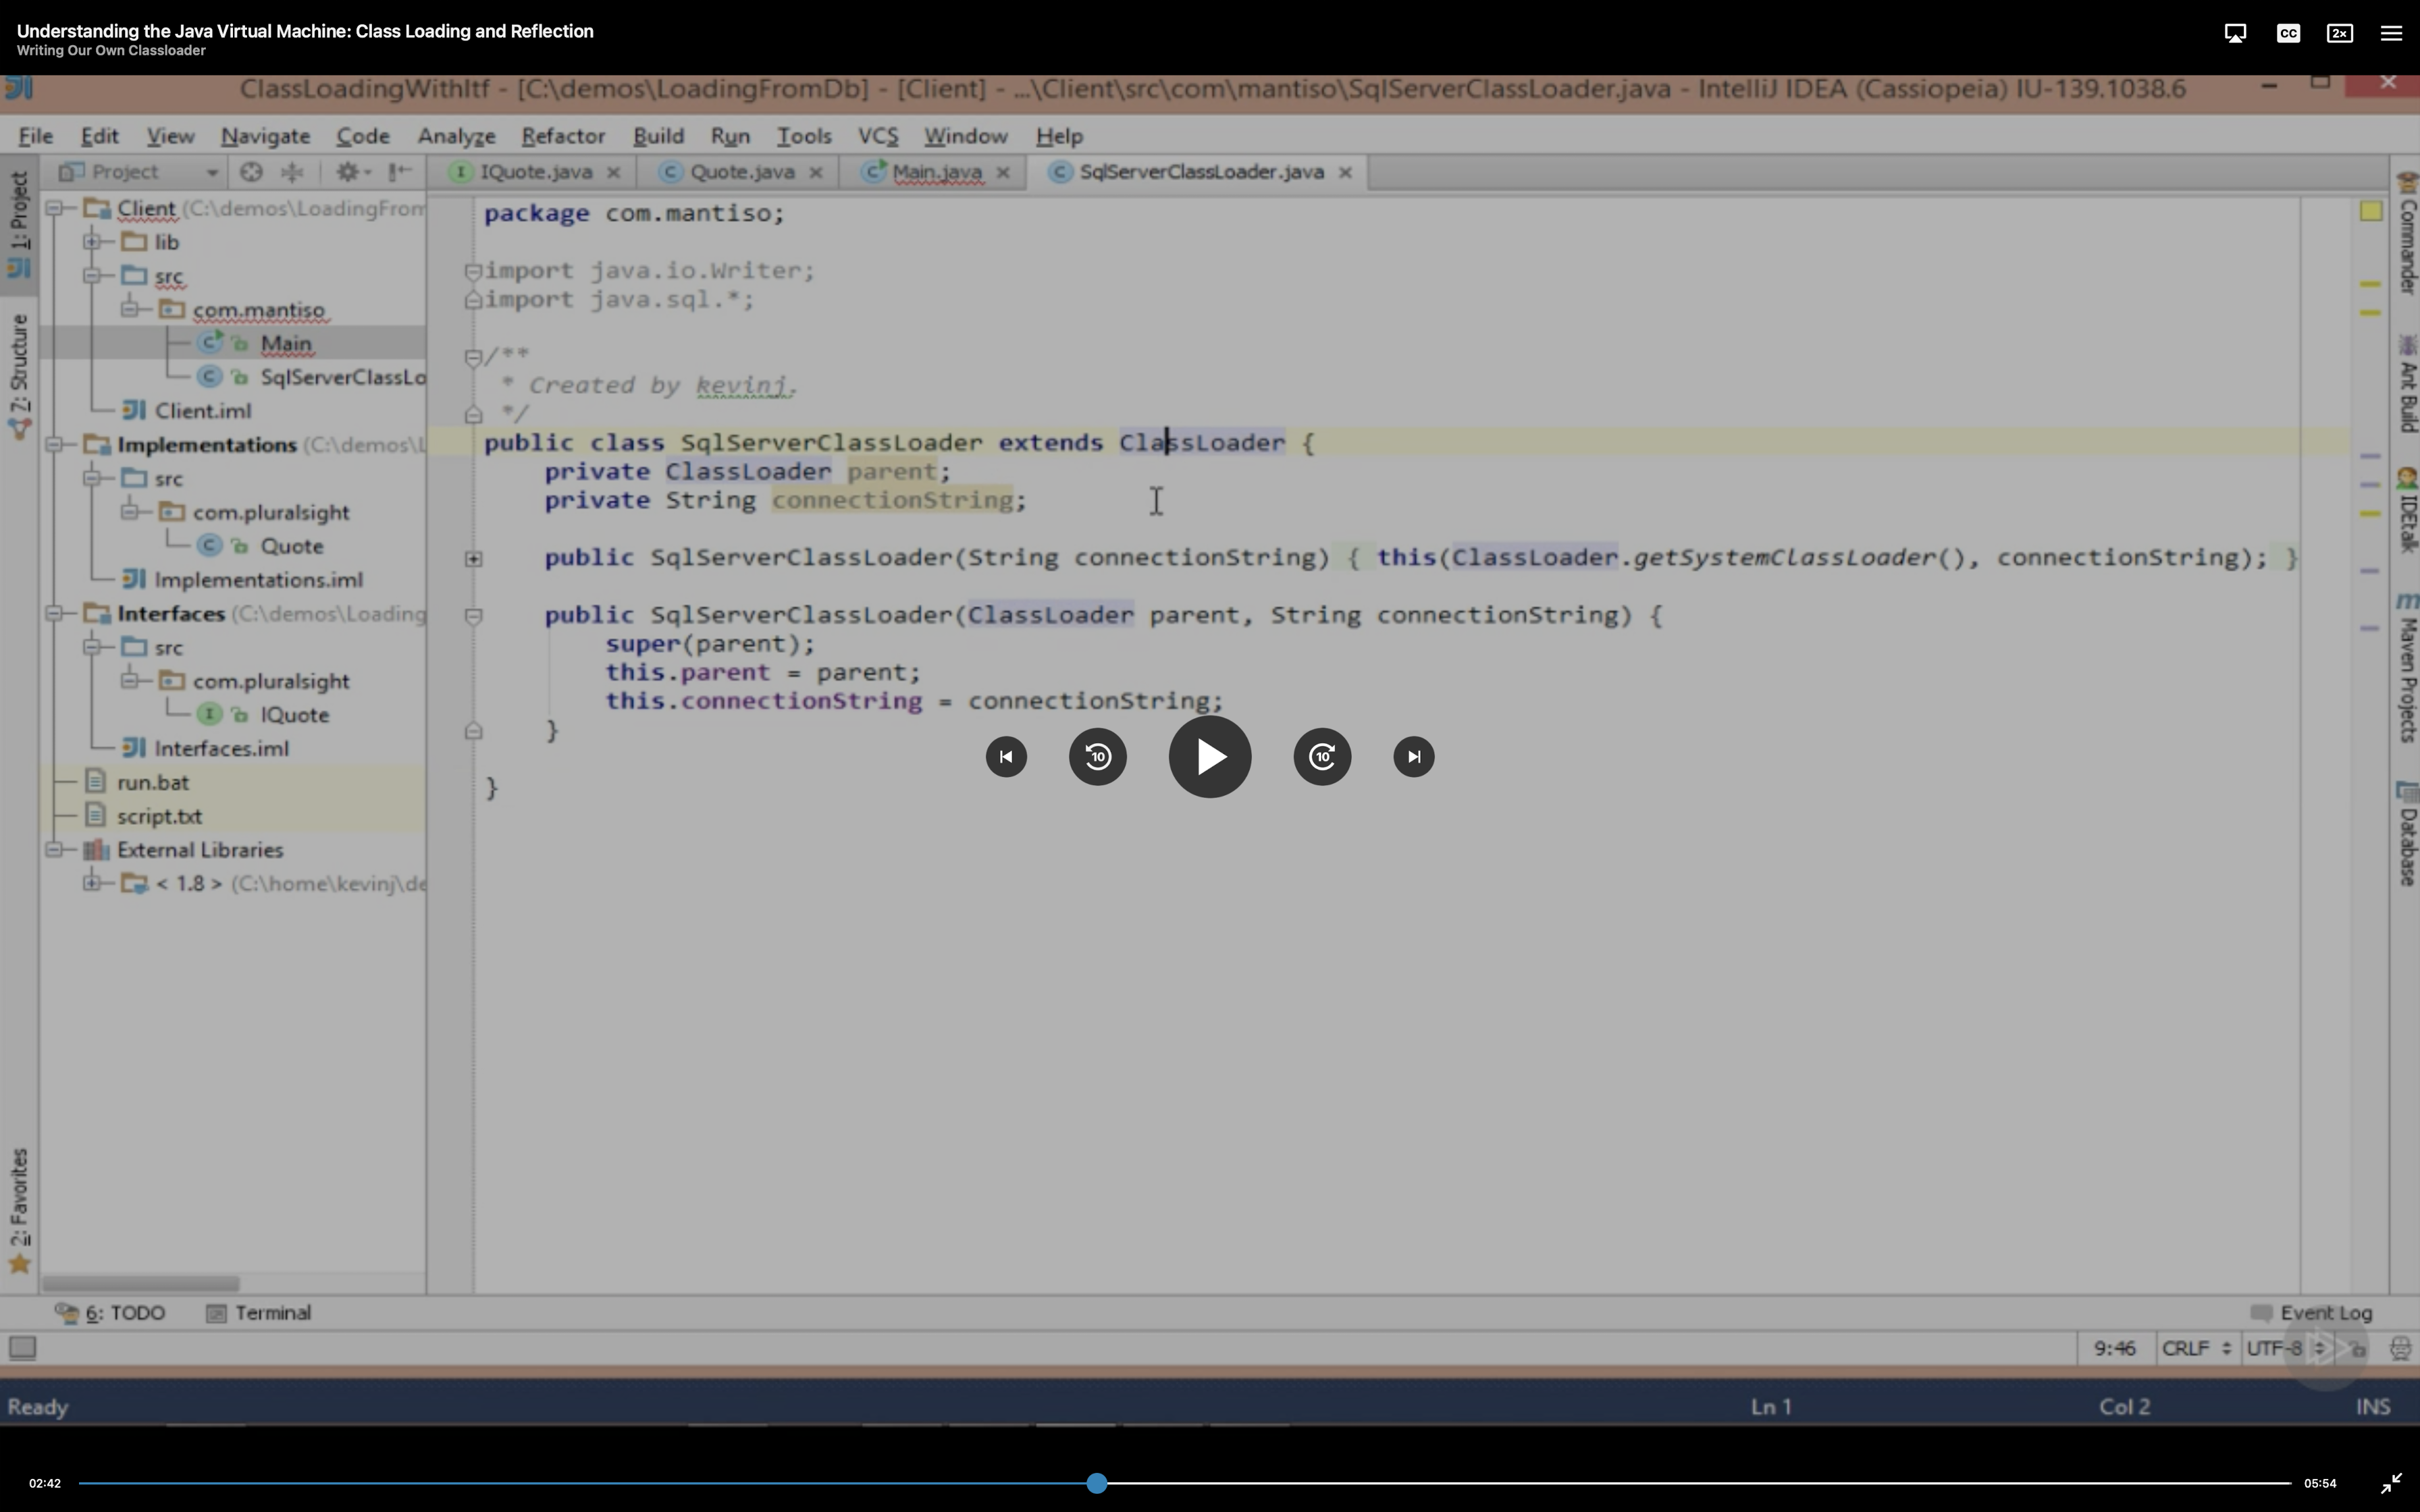 Understanding the Java Virtual Machine: Class Loading and Reflection
Writing Our Own Classloader
CC
2x
ClassLoadingWithItf - [C:\demos\LoadingFromDb] - [Client] - ...\Client\src\com\mantiso\SqlServerClassLoader.java - IntelliJ IDEA (Cassiopeia) IU-139.1038.6
File Edit View Navigate Code Analyze Refactor Build Run Tools VCS Window Help
Project
IQuote.java
Quote.java
Main.java
SqlServerClassLoader.java
1: Project
Z: Structure
2: Favorites
Client (C:\demos\LoadingFrom
lib
src
com.mantiso
Main
SqlServerClassLo
Client.iml
Implementations (C:\demos\L
src
com.pluralsight
Quote
Implementations.iml
Interfaces (C:\demos\Loading
src
com.pluralsight
IQuote
Interfaces.iml
run.bat
script.txt
External Libraries
< 1.8 > (C:\home\kevinj\de
package com.mantiso;
import java.io.Writer;
import java.sql.*;
/**
* Created by kevinj.
*/
public class SqlServerClassLoader extends ClassLoader {
private ClassLoader parent;
private String connectionString;
public SqlServerClassLoader(String connectionString) { this(ClassLoader.getSystemClassLoader(), connectionString); }
public SqlServerClassLoader(ClassLoader parent, String connectionString) {
super(parent);
this.parent = parent;
this.connectionString = connectionString;
}
}
10
10
Commander
Ant Build
IDEtalk
Maven Projects
Database
6: TODO
Terminal
Event Log
9:46 CRLF UTF-8
Ready
Ln 1
Col 2
INS
02:42
05:54